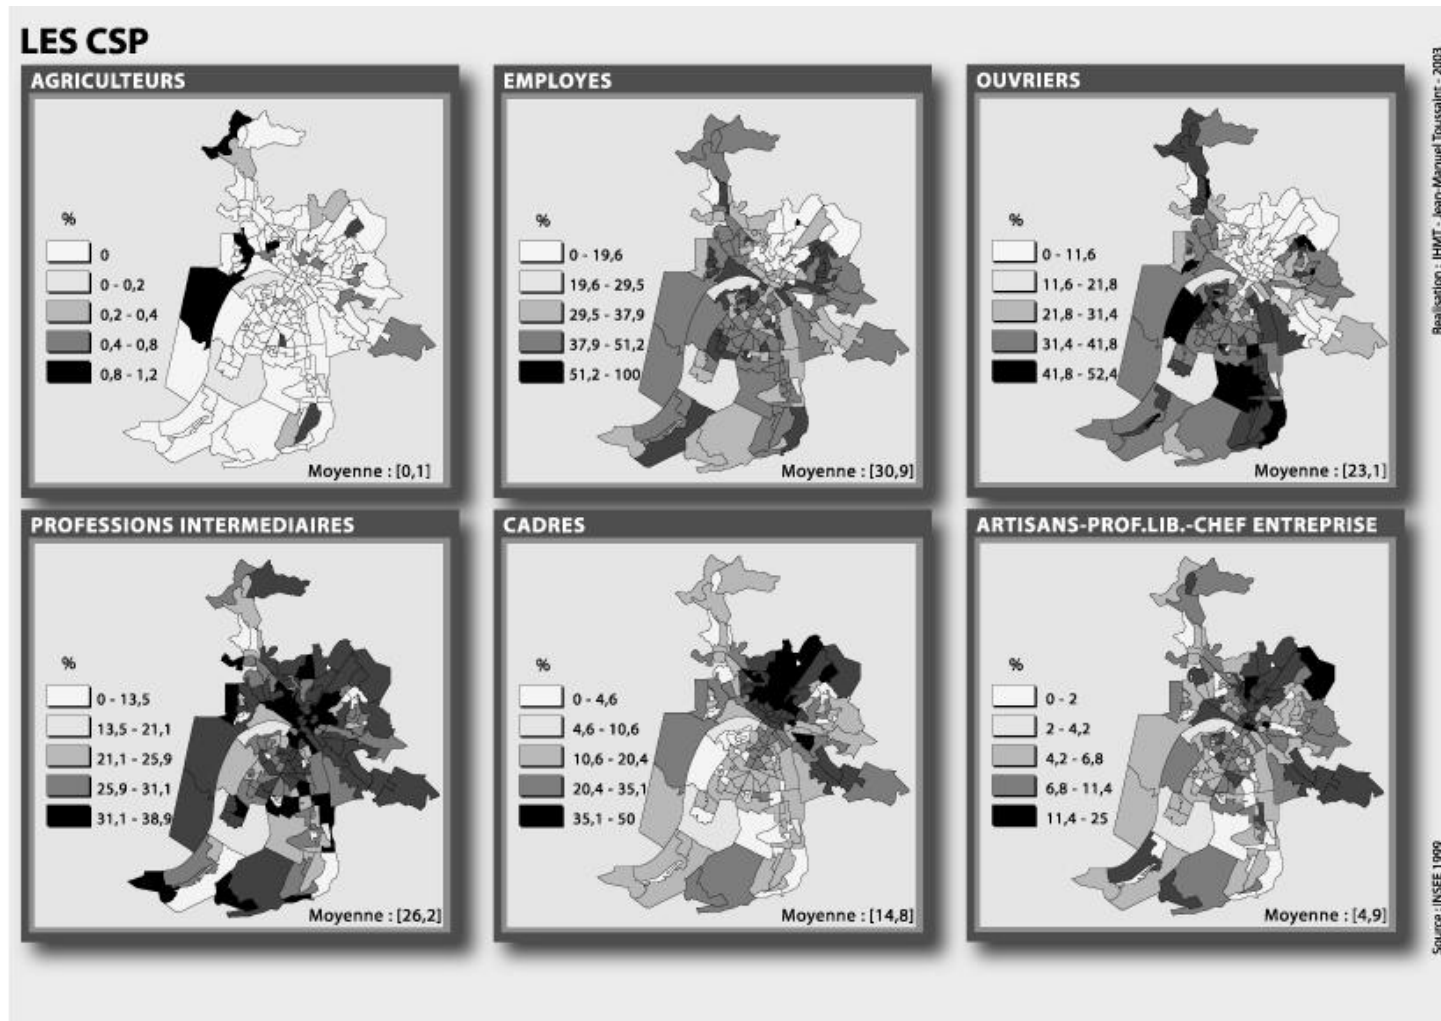 LES CSP
AGRICULTEURS
%
0
0 - 0,2
0,2 - 0,4
0,4 - 0,8
0,8 - 1,2
Moyenne : [0,1]
EMPLOYES
%
0 - 19,6
19,6 - 29,5
29,5 - 37,9
37,9 - 51,2
51,2 - 100
Moyenne : [30,9]
OUVRIERS
%
0 - 11,6
11,6 - 21,8
21,8 - 31,4
31,4 - 41,8
41,8 - 52,4
Moyenne : [23,1]
PROFESSIONS INTERMEDIAIRES
%
0 - 13,5
13,5 - 21,1
21,1 - 25,9
25,9 - 31,1
31,1 - 38,9
Moyenne : [26,2]
CADRES
%
0 - 4,6
4,6 - 10,6
10,6 - 20,4
20,4 - 35,1
35,1 - 50
Moyenne : [14,8]
ARTISANS-PROF.LIB.-CHEF ENTREPRISE
%
0 - 2
2 - 4,2
4,2 - 6,8
6,8 - 11,4
11,4 - 25
Moyenne : [4,9]
Realisation : IHMT - Jean-Manuel Toussaint - 2003
Source : INSEE 1999